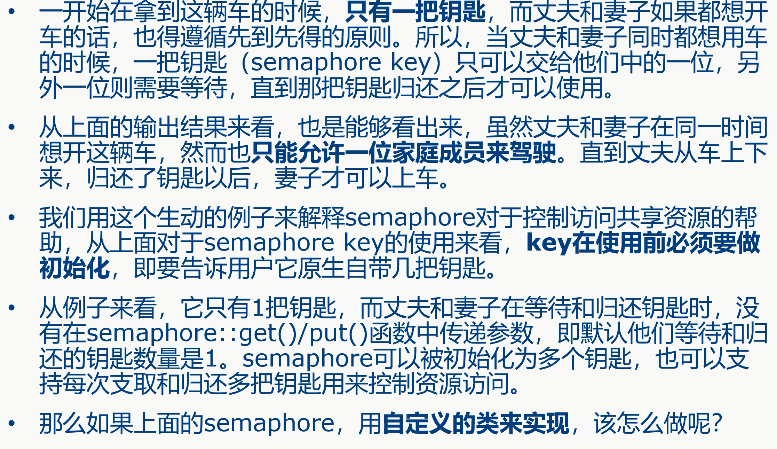 • 一开始在拿到这辆车的时候，只有一把钥匙，而丈夫和妻子如果都想开
车的话，也得遵循先到先得的原则。所以，当丈夫和妻子同时都想用车
的时候，一把钥匙（semaphore key）只可以交给他们中的一位，另
外一位则需要等待，直到那把钥匙归还之后才可以使用。
• 从上面的输出结果来看，也是能够看出来，虽然丈夫和妻子在同一时间
想开这辆车，然而也只能允许一位家庭成员来驾驶。直到丈夫从车上下
来，归还了钥匙以后，妻子才可以上车。
• 我们用这个生动的例子来解释semaphore对于控制访问共享资源的帮
助，从上面对于semaphore key的使用来看，key在使用前必须要做
初始化，即要告诉用户它原生自带几把钥匙。
• 从例子来看，它只有1把钥匙，而丈夫和妻子在等待和归还钥匙时，没
有在semaphore::get()/put()函数中传递参数，即默认他们等待和归
还的钥匙数量是1。semaphore可以被初始化为多个钥匙，也可以支
持每次支取和归还多把钥匙用来控制资源访问。
• 那么如果上面的semaphore，用自定义的类来实现，该怎么做呢？